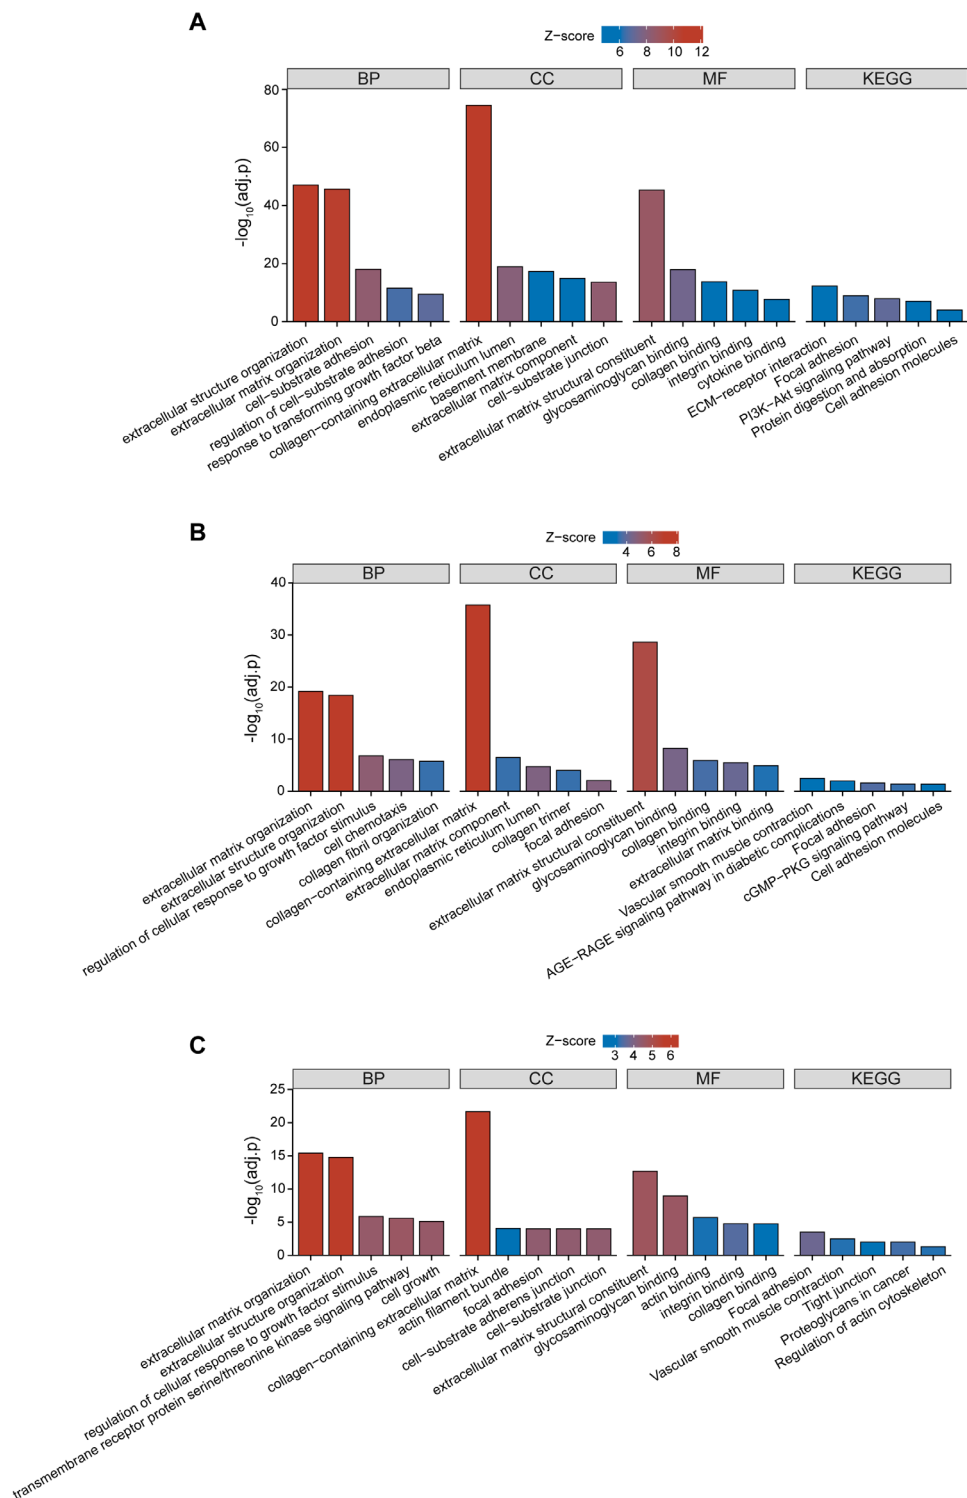 A
Z-score
6 8 10 12
BP CC MF KEGG
80
60
40
20
0
-log10(adj.p)
extracellular structure organization
extracellular matrix organization
cell-substrate adhesion
regulation of cell-substrate adhesion
response to transforming growth factor beta
collagen-containing extracellular matrix
endoplasmic reticulum lumen
basement membrane
extracellular matrix component
cell-substrate junction
extracellular matrix structural constituent
glycosaminoglycan binding
collagen binding
integrin binding
cytokine binding
ECM-receptor interaction
Focal adhesion
PI3K-Akt signaling pathway
Protein digestion and absorption
Cell adhesion molecules
B
Z-score
4 6 8
BP CC MF KEGG
40
30
20
10
0
-log10(adj.p)
extracellular matrix organization
extracellular structure organization
regulation of cellular response to growth factor stimulus
cell chemotaxis
collagen fibril organization
collagen-containing extracellular matrix
extracellular matrix component
endoplasmic reticulum lumen
collagen trimer
focal adhesion
extracellular matrix structural constituent
glycosaminoglycan binding
collagen binding
integrin binding
extracellular matrix binding
Vascular smooth muscle contraction
AGE-RAGE signaling pathway in diabetic complications
Focal adhesion
cGMP-PKG signaling pathway
Cell adhesion molecules
C
Z-score
3 4 5 6
BP CC MF KEGG
25
20
15
10
5
0
-log10(adj.p)
extracellular matrix organization
extracellular structure organization
regulation of cellular response to growth factor stimulus
transmembrane receptor protein serine/threonine kinase signaling pathway
cell growth
collagen-containing extracellular matrix
actin filament bundle
focal adhesion
cell-substrate adherens junction
cell-substrate junction
extracellular matrix structural constituent
glycosaminoglycan binding
actin binding
integrin binding
collagen binding
Focal adhesion
Vascular smooth muscle contraction
Tight junction
Proteoglycans in cancer
Regulation of actin cytoskeleton